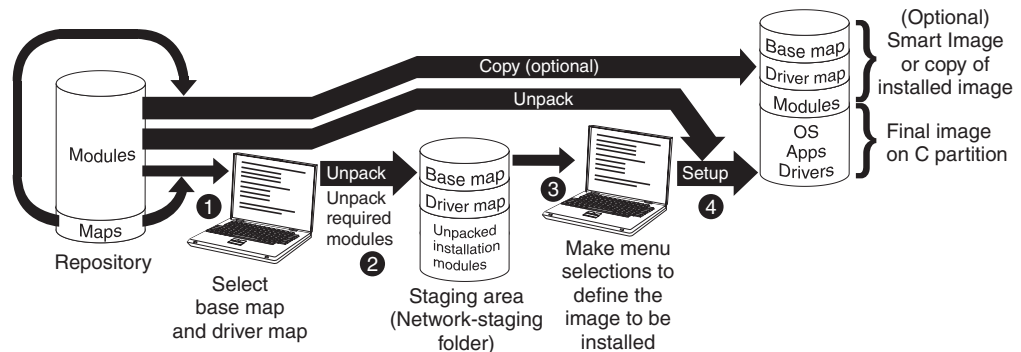 Modules
Maps
Repository
1
Select
base map
and driver map
Copy (optional)
Unpack
Unpack
Unpack
required
modules
2
Base map
Driver map
Unpacked
installation
modules
Staging area
(Network-staging
folder)
3
Make menu
selections to
define the
image to be
installed
Setup
4
Base map
Driver map
Modules
OS
Apps
Drivers
(Optional)
Smart Image
or copy of
installed image
Final image
on C partition